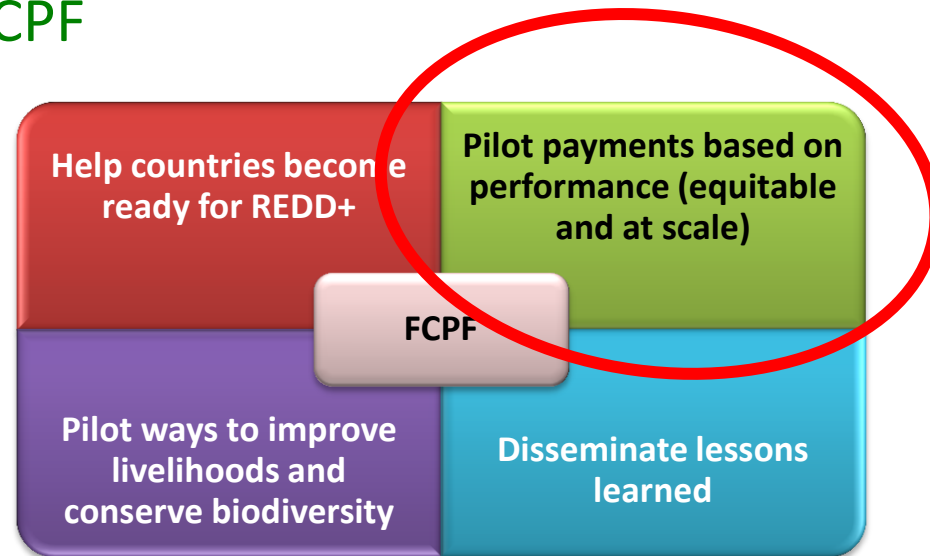 CPF
Help countries become
ready for REDD+
Pilot payments based on
performance (equitable
and at scale)
FCPF
Pilot ways to improve
livelihoods and
conserve biodiversity
Disseminate lessons
learned